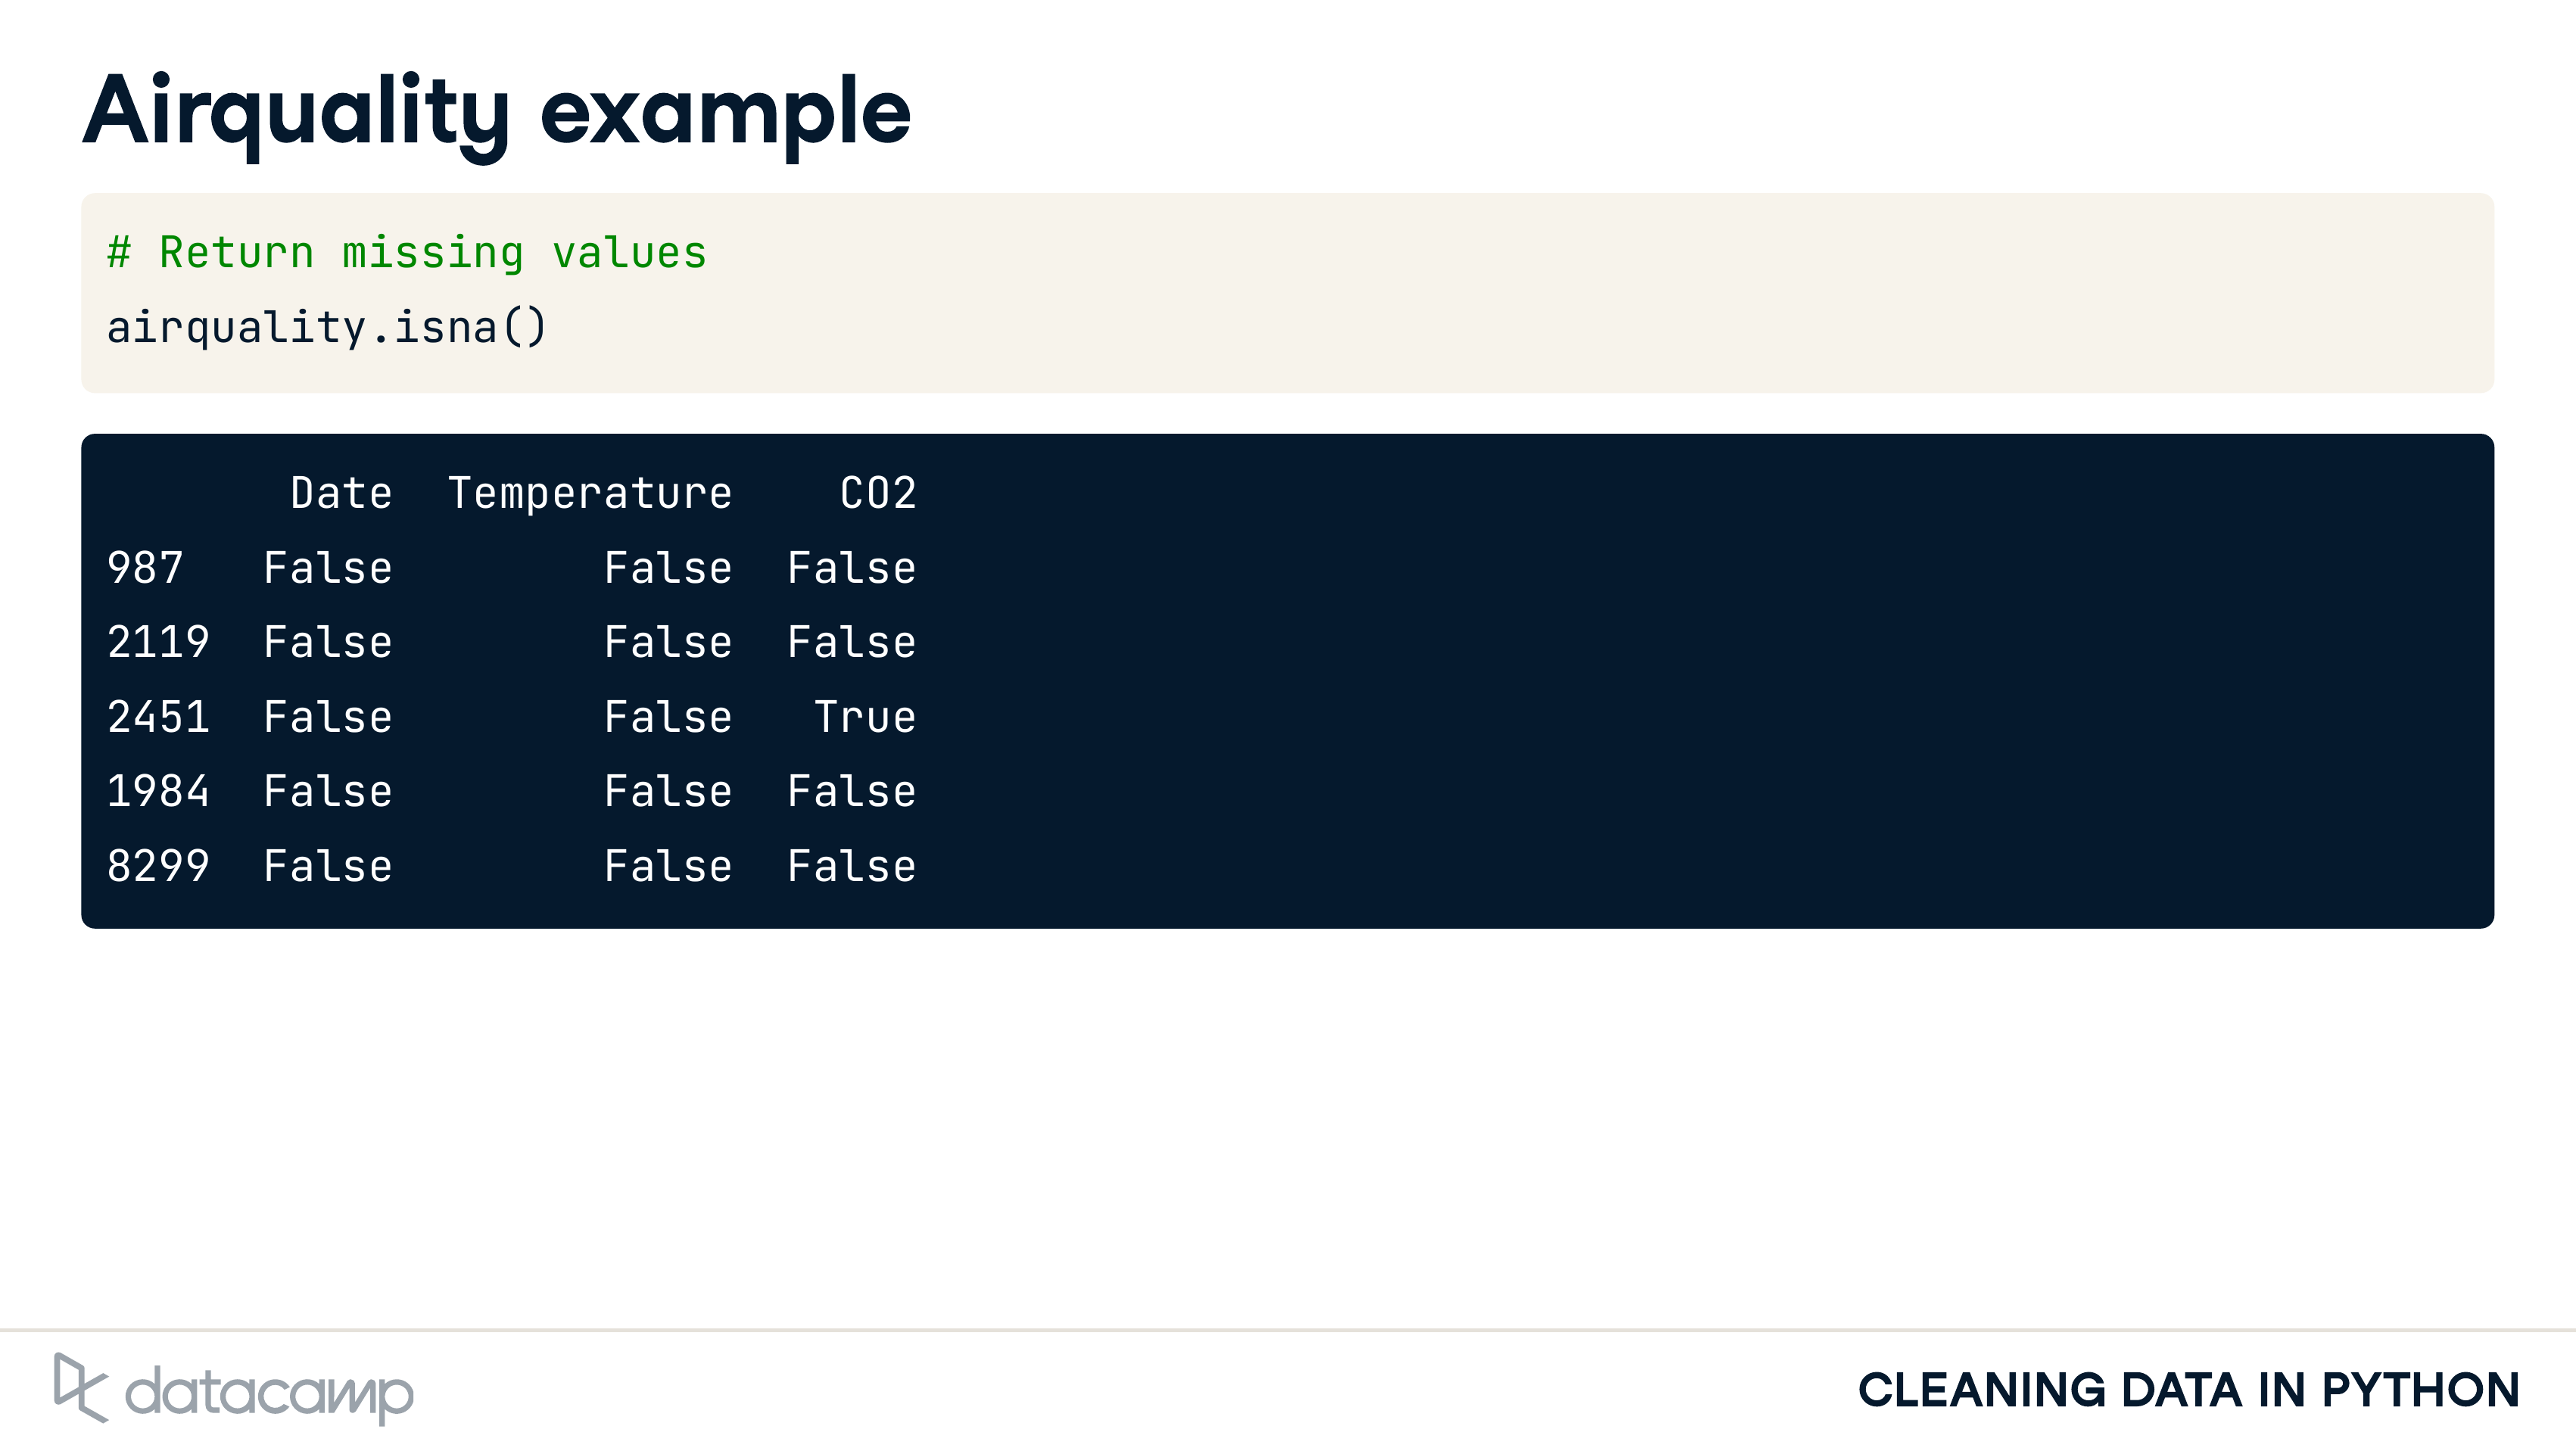 Airquality example
# Return missing values
airquality.isna()
Date Temperature CO2
987 False False False
2119 False False False
2451 False False True
1984 False False False
8299 False False False
datacamp
CLEANING DATA IN PYTHON